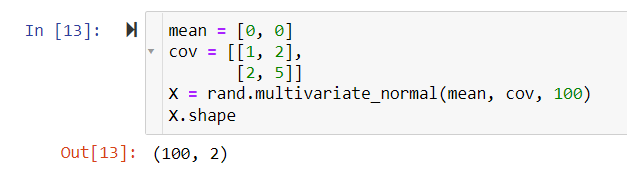 In [13]:
mean = [0, 0]
cov = [[1, 2],
       [2, 5]]
X = rand.multivariate_normal(mean, cov, 100)
X.shape
Out[13]: (100, 2)